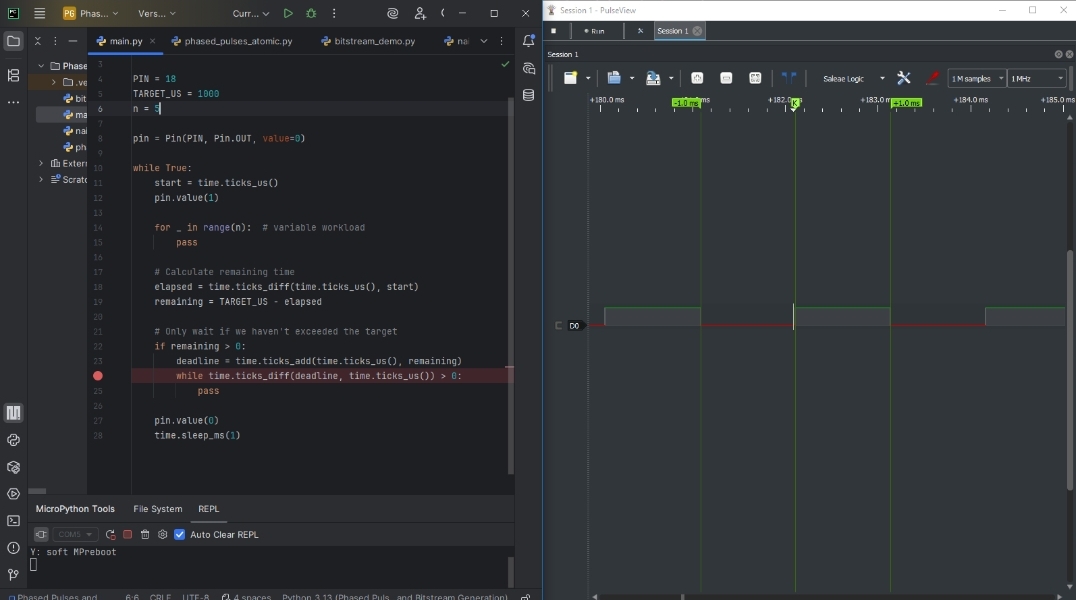 PC PG Phas... Vers... Curr...
main.py phased_pulses_atomic.py bitstream_demo.py nai
Phased
.ve
bit
ma
nai
ph
Extern
Scratc
3
4 PIN = 18
5 TARGET_US = 1000
6 n = 5
7
8 pin = Pin(PIN, Pin.OUT, value=0)
9
10 while True:
11 start = time.ticks_us()
12 pin.value(1)
13
14 for _ in range(n): # variable workload
15 pass
16
17 # Calculate remaining time
18 elapsed = time.ticks_diff(time.ticks_us(), start)
19 remaining = TARGET_US - elapsed
20
21 # Only wait if we haven't exceeded the target
22 if remaining > 0:
23 deadline = time.ticks_add(time.ticks_us(), remaining)
while time.ticks_diff(deadline, time.ticks_us()) > 0:
25 pass
26
27 pin.value(0)
28 time.sleep_ms(1)
MicroPython Tools File System REPL
COM5 Auto Clear REPL
Y: soft MPreboot
Phased Pulses and 6:6 CRLF UTF-8 4 spaces Python 3.13 (Phased Puls and Bitstream Generation)
Session 1 - PulseView
Run Session 1
Session 1
Saleae Logic 1 M samples 1 MHz
+180.0 ms -1.0 ms +182.0 ms +183.0 ms +1.0 ms +184.0 ms +185.0 ms
D0